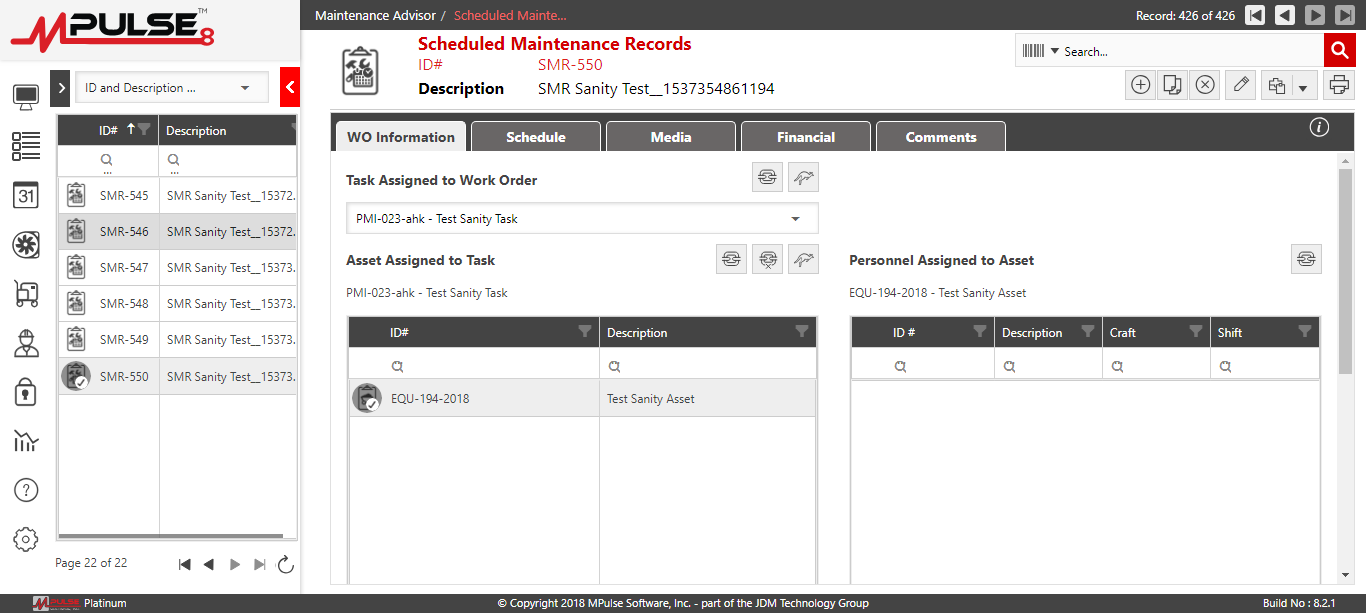 MPULSE 8 ™
ID and Description ...
ID# Description
... ...
SMR-545 SMR Sanity Test__15372.
SMR-546 SMR Sanity Test__15372.
SMR-547 SMR Sanity Test__15373.
SMR-548 SMR Sanity Test__15373.
SMR-549 SMR Sanity Test__15373.
SMR-550 SMR Sanity Test__15373.
31
?
Page 22 of 22
Maintenance Advisor / Scheduled Mainte...
Record: 426 of 426
Scheduled Maintenance Records
ID# SMR-550
Description SMR Sanity Test__1537354861194
Search...
WO Information Schedule Media Financial Comments
i
Task Assigned to Work Order
PMI-023-ahk - Test Sanity Task
Asset Assigned to Task
PMI-023-ahk - Test Sanity Task
ID# Description
EQU-194-2018 Test Sanity Asset
Personnel Assigned to Asset
EQU-194-2018 - Test Sanity Asset
ID # Description Craft Shift
MPULSE Platinum
© Copyright 2018 MPulse Software, Inc. - part of the JDM Technology Group
Build No : 8.2.1